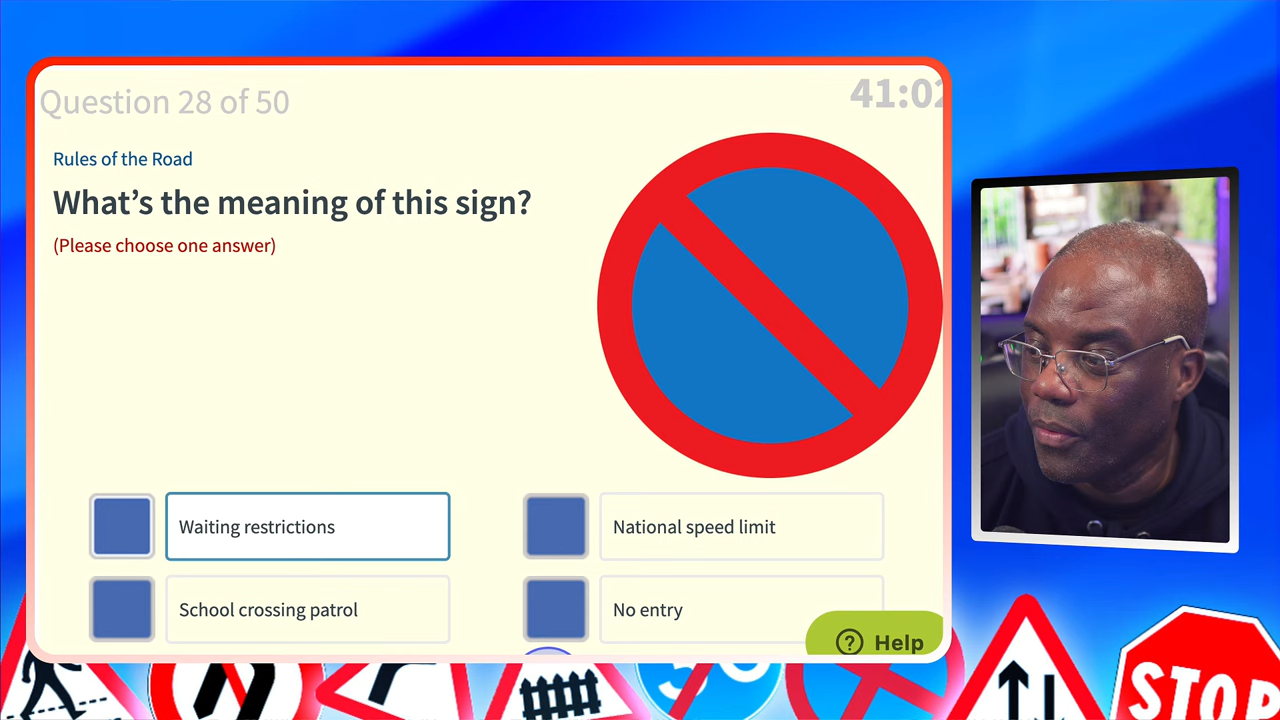 Question 28 of 50
41:02
Rules of the Road
What’s the meaning of this sign?
(Please choose one answer)
Waiting restrictions
National speed limit
School crossing patrol
No entry
Help
STOP